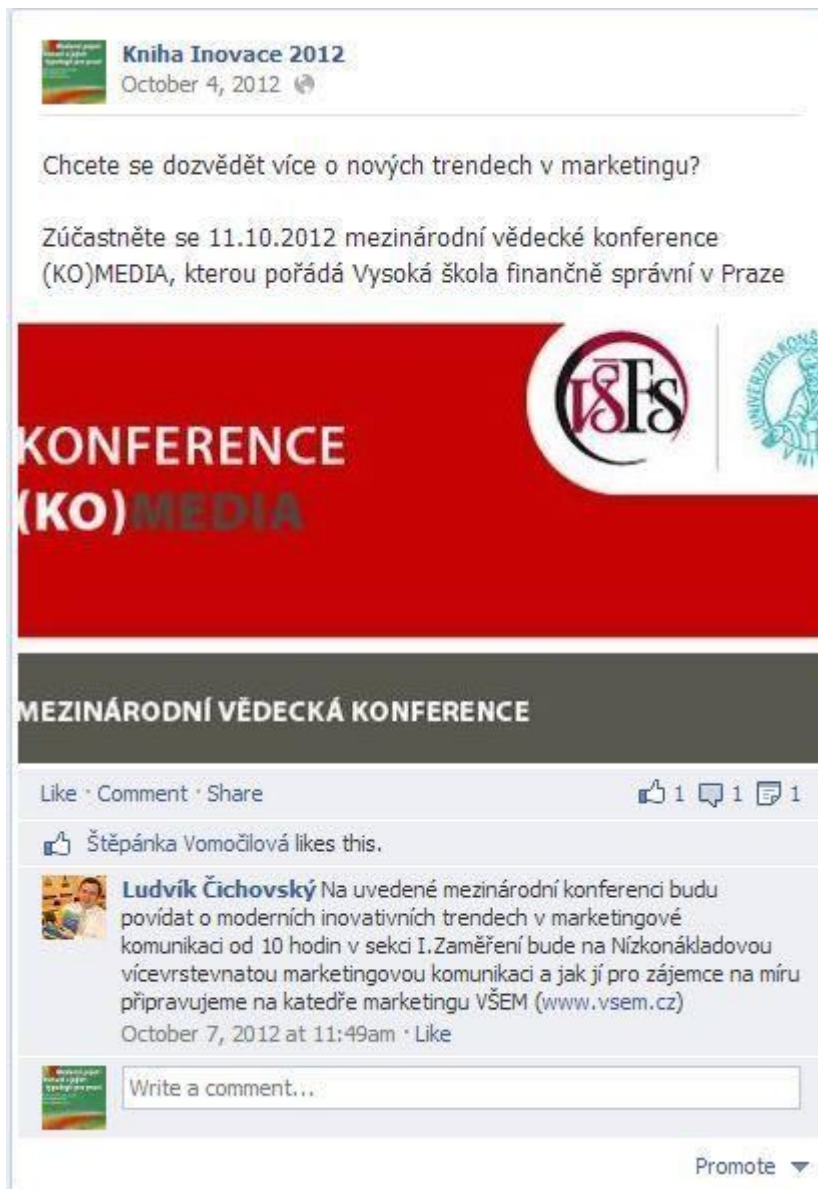 Kniha Inovace 2012
October 4, 2012
Chcete se dozvědět více o nových trendech v marketingu?
Zúčastněte se 11.10.2012 mezinárodní vědecké konference
(KO)MEDIA, kterou pořádá Vysoká škola finančně správní v Praze
VŠFS
UNIVERZITA KONŠ
V NI
KONFERENCE
(KO)MEDIA
MEZINÁRODNÍ VĚDECKÁ KONFERENCE
Like · Comment · Share 1 1 1
Štěpánka Vomočilová likes this.
Ludvík Čichovský Na uvedené mezinárodní konferenci budu
povídat o moderních inovativních trendech v marketingové
komunikaci od 10 hodin v sekci I.Zaměření bude na Nízkonákladovou
vícevrstevnatou marketingovou komunikaci a jak jí pro zájemce na míru
připravujeme na katedře marketingu VŠEM (www.vsem.cz)
October 7, 2012 at 11:49am · Like
Write a comment...
Promote